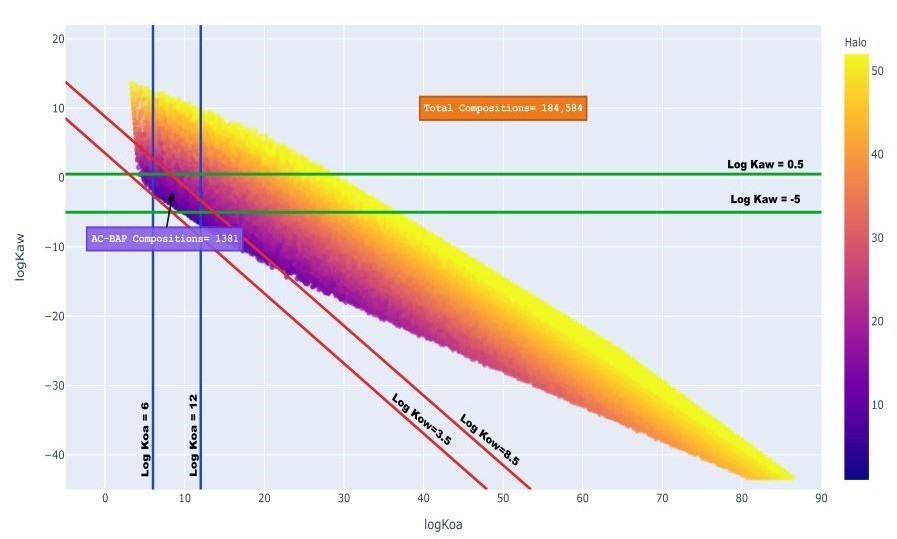 Halo
20
10
0
−10
−20
−30
−40
logKaw
Total Compositions= 184,584
Log Kaw = 0.5
Log Kaw = -5
AC-BAP Compositions= 1381
Log Koa = 6
Log Koa = 12
Log Kow=3.5
Log Kow=8.5
0
10
20
30
40
50
60
70
80
90
logKoa
50
40
30
20
10